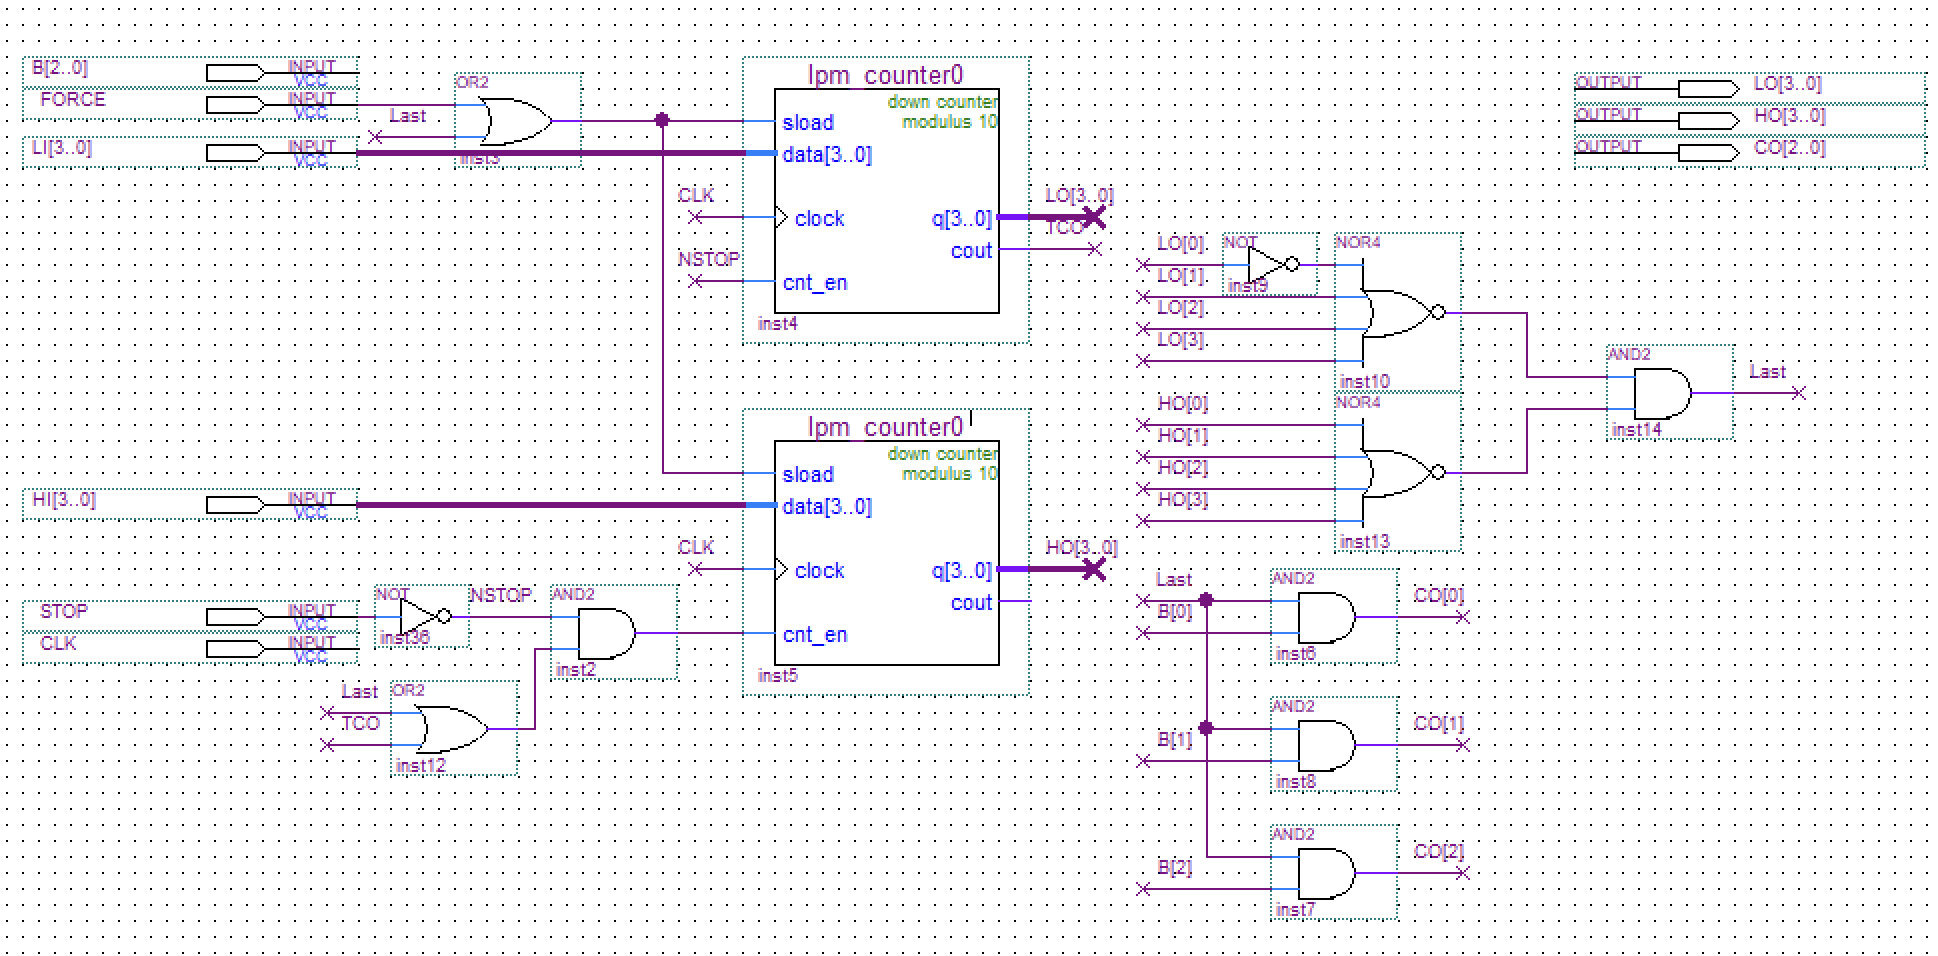 B[2..0] INPUT VCC
FORCE INPUT VCC
LI[3..0] INPUT VCC
Last
OR2
inst3
lpm_counter0
down counter
modulus 10
sload
data[3..0]
CLK
clock
q[3..0]
LO[3..0]
TCO
cout
NSTOP
cnt_en
inst4
OUTPUT LO[3..0]
OUTPUT HO[3..0]
OUTPUT CO[2..0]
LO[0]
NOT
inst9
LO[1]
LO[2]
LO[3]
NOR4
inst10
HO[0]
HO[1]
HO[2]
HO[3]
NOR4
inst13
AND2
inst14
Last
HI[3..0] INPUT VCC
lpm_counter0
down counter
modulus 10
sload
data[3..0]
CLK
clock
q[3..0]
HO[3..0]
cout
cnt_en
inst5
STOP INPUT VCC
CLK INPUT VCC
NOT
inst36
NSTOP
AND2
inst2
Last
TCO
OR2
inst12
Last
B[0]
AND2
inst6
CO[0]
B[1]
AND2
inst8
CO[1]
B[2]
AND2
inst7
CO[2]